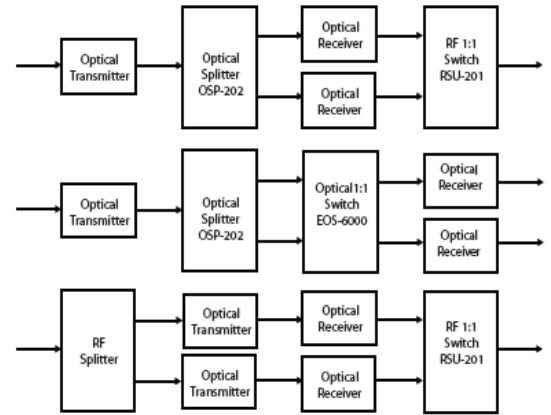 Optical
Transmitter
Optical
Splitter
OSP-202
Optical
Receiver
Optical
Receiver
RF 1:1
Switch
RSU-201
Optical
Transmitter
Optical
Splitter
OSP-202
Optical1:1
Switch
EOS-6000
Optical
Receiver
Optical
Receiver
RF
Splitter
Optical
Transmitter
Optical
Transmitter
Optical
Receiver
Optical
Receiver
RF 1:1
Switch
RSU-201